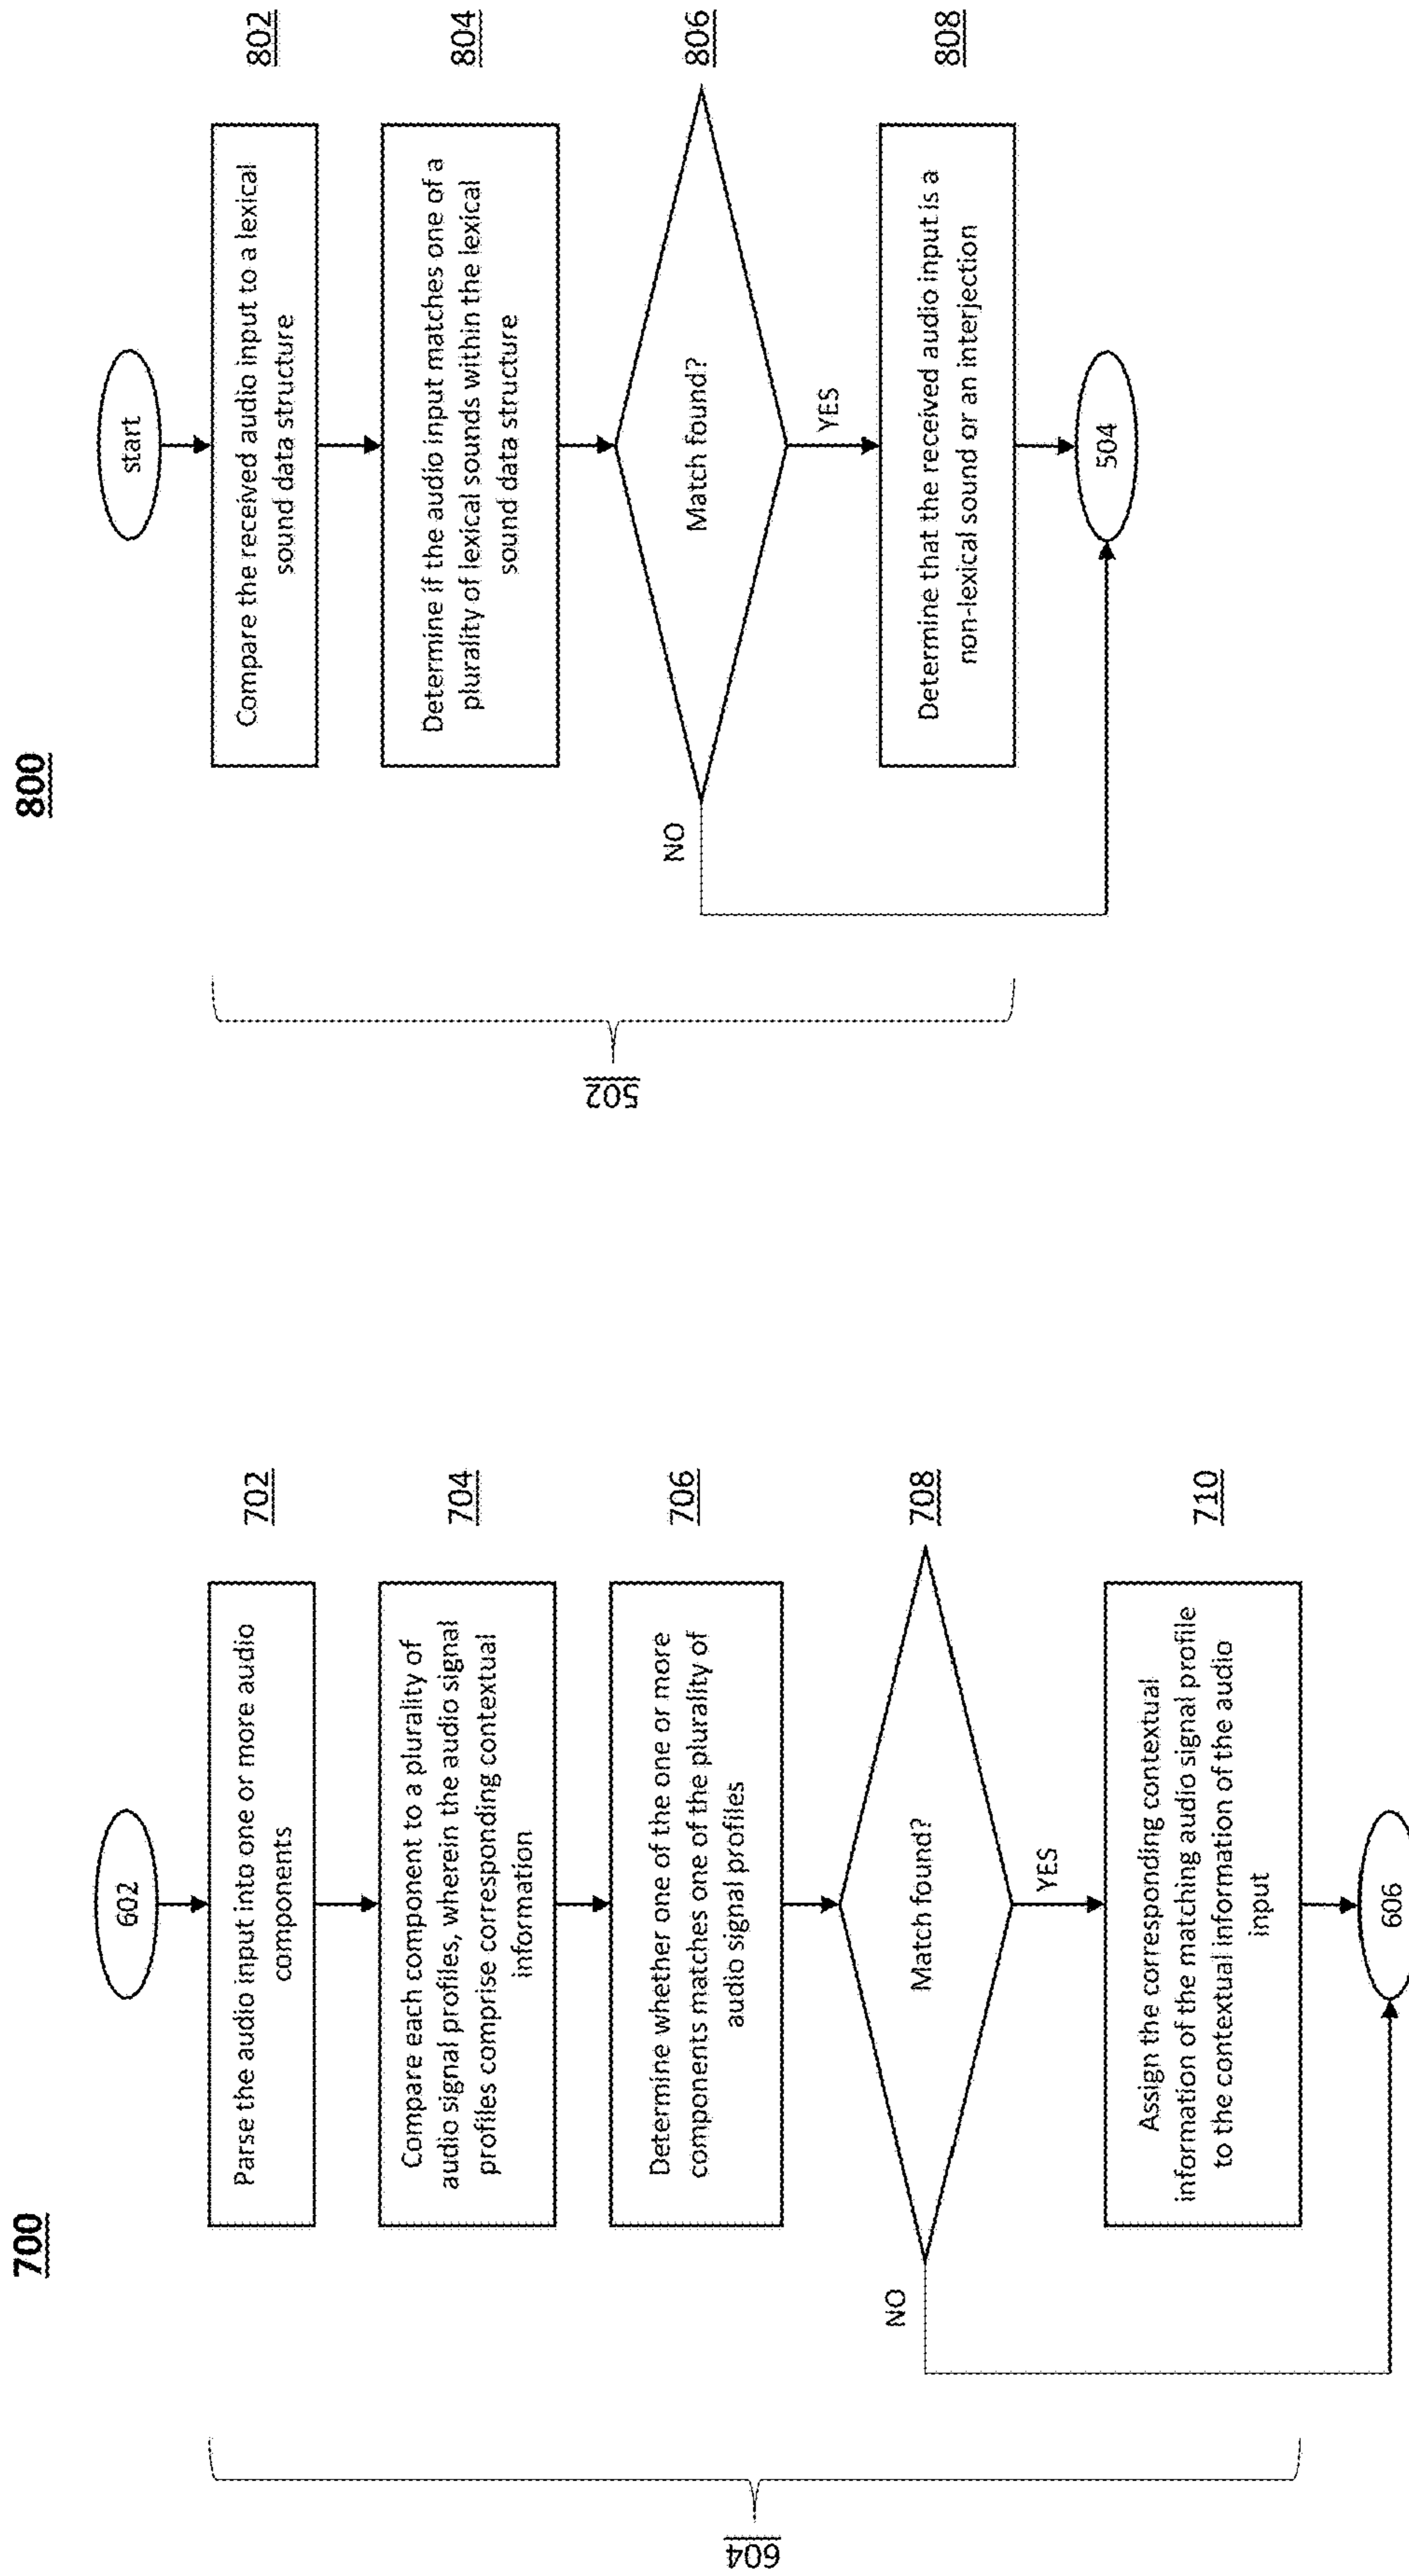 700
602
702
Parse the audio input into one or more audio
components
704
Compare each component to a plurality of
audio signal profiles, wherein the audio signal
profiles comprise corresponding contextual
information
706
Determine whether one of the one or more
components matches one of the plurality of
audio signal profiles
708
Match found?
NO
YES
710
Assign the corresponding contextual
information of the matching audio signal profile
to the contextual information of the audio
input
606
604
800
start
802
Compare the received audio input to a lexical
sound data structure
804
Determine if the audio input matches one of a
plurality of lexical sounds within the lexical
sound data structure
806
Match found?
NO
YES
808
Determine that the received audio input is a
non-lexical sound or an interjection
504
502